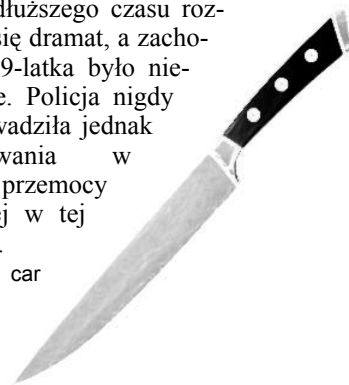 dłuższego czasu roz-
się dramat, a zacho-
9-latka było nie-
e. Policja nigdy
wadziła jednak
wania w
przemocy
ej w tej
car